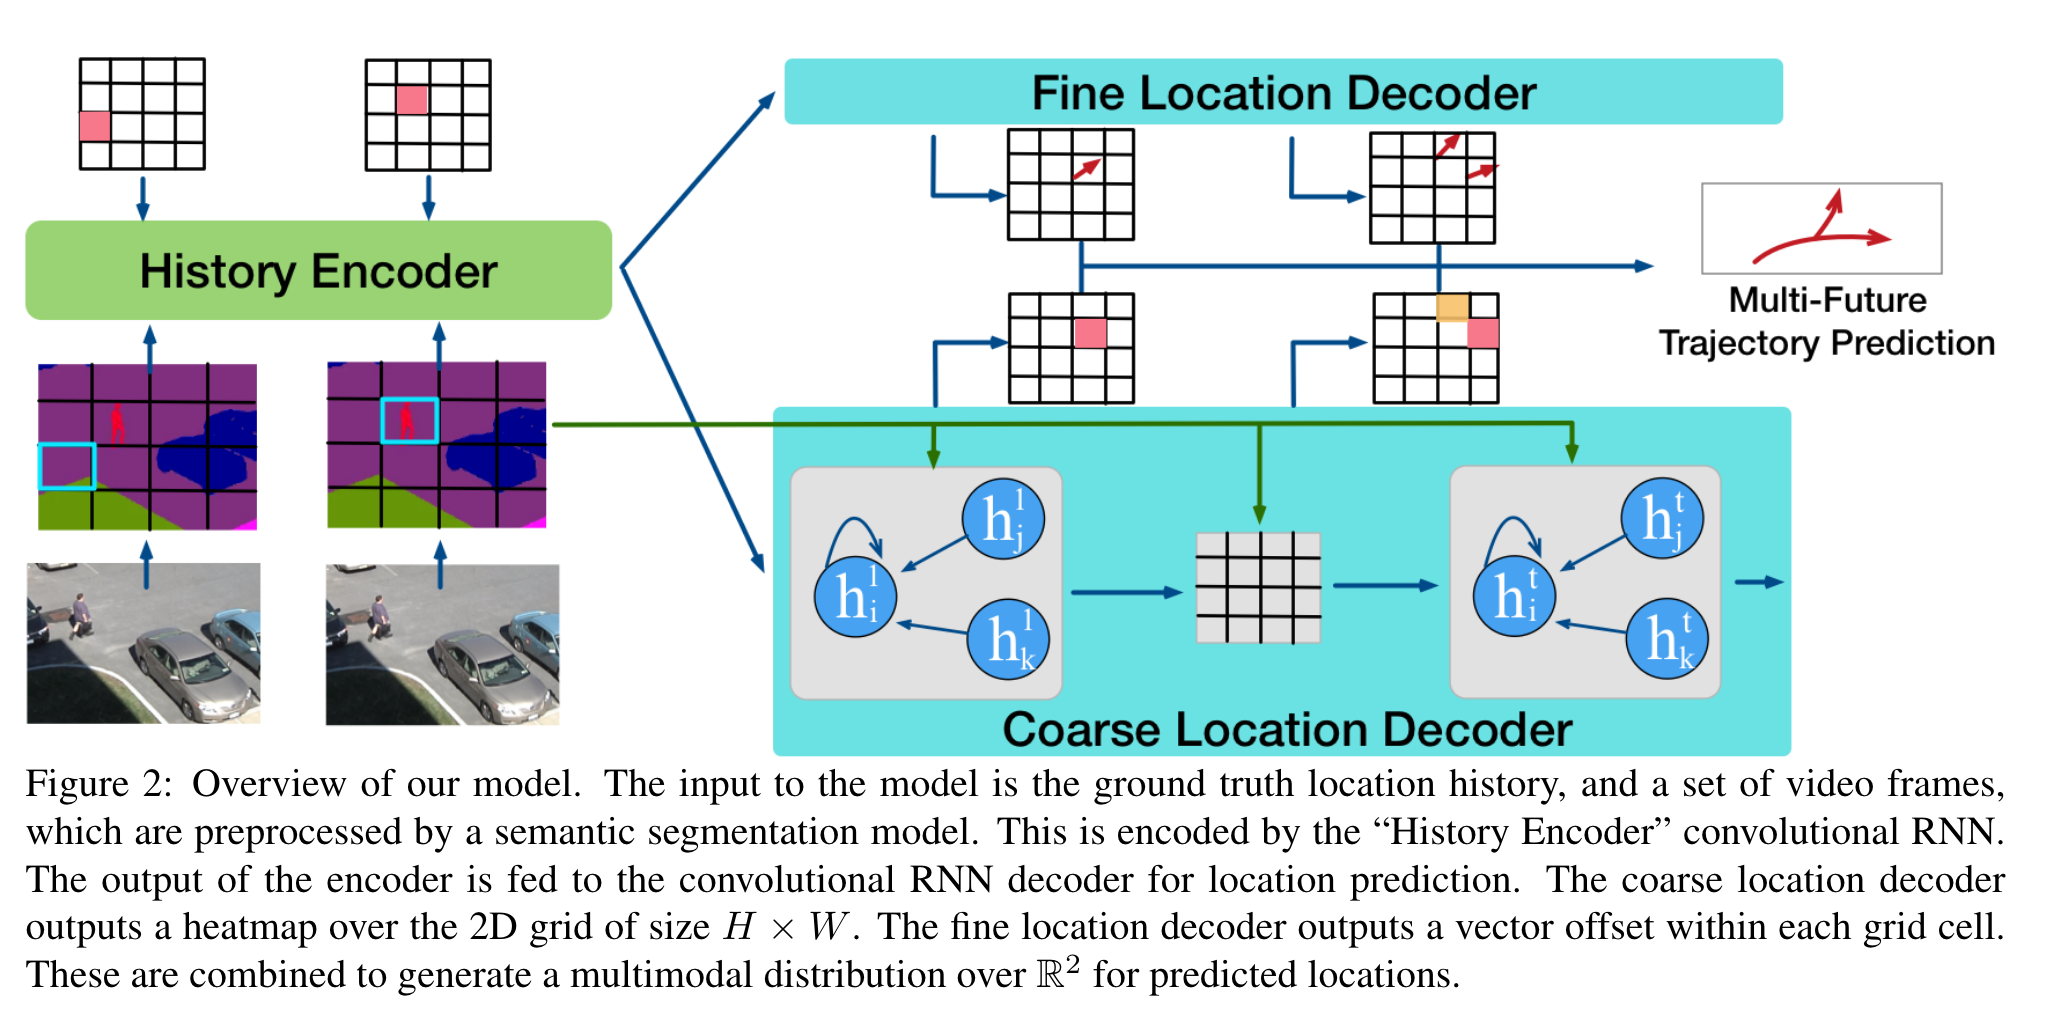 Fine Location Decoder
History Encoder
Multi-Future
Trajectory Prediction
h_j^1
h_i^1
h_k^1
h_j^t
h_i^t
h_k^t
Coarse Location Decoder
Figure 2: Overview of our model. The input to the model is the ground truth location history, and a set of video frames,
which are preprocessed by a semantic segmentation model. This is encoded by the “History Encoder” convolutional RNN.
The output of the encoder is fed to the convolutional RNN decoder for location prediction. The coarse location decoder
outputs a heatmap over the 2D grid of size H × W. The fine location decoder outputs a vector offset within each grid cell.
These are combined to generate a multimodal distribution over ℝ² for predicted locations.